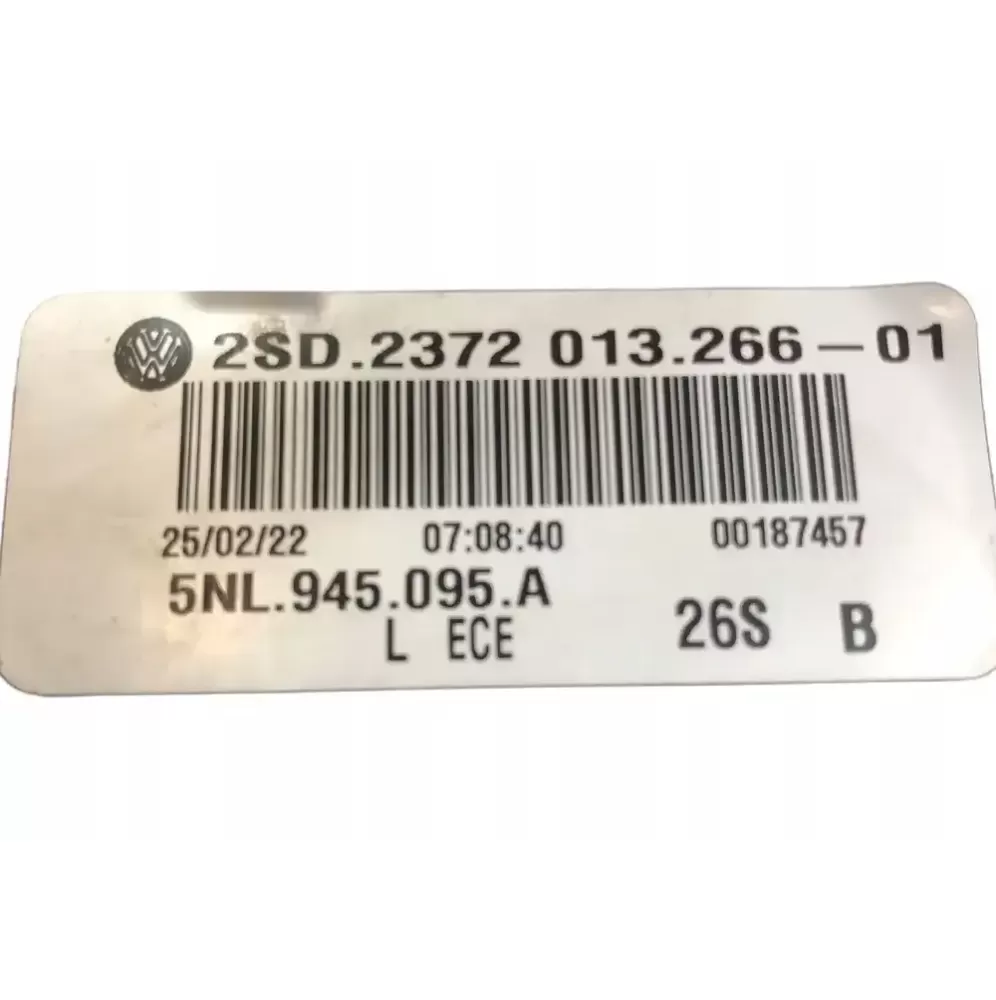 2SD.2372 013.266-01
25/02/22 07:08:40 00187457
5NL.945.095.A
L ECE 26S B